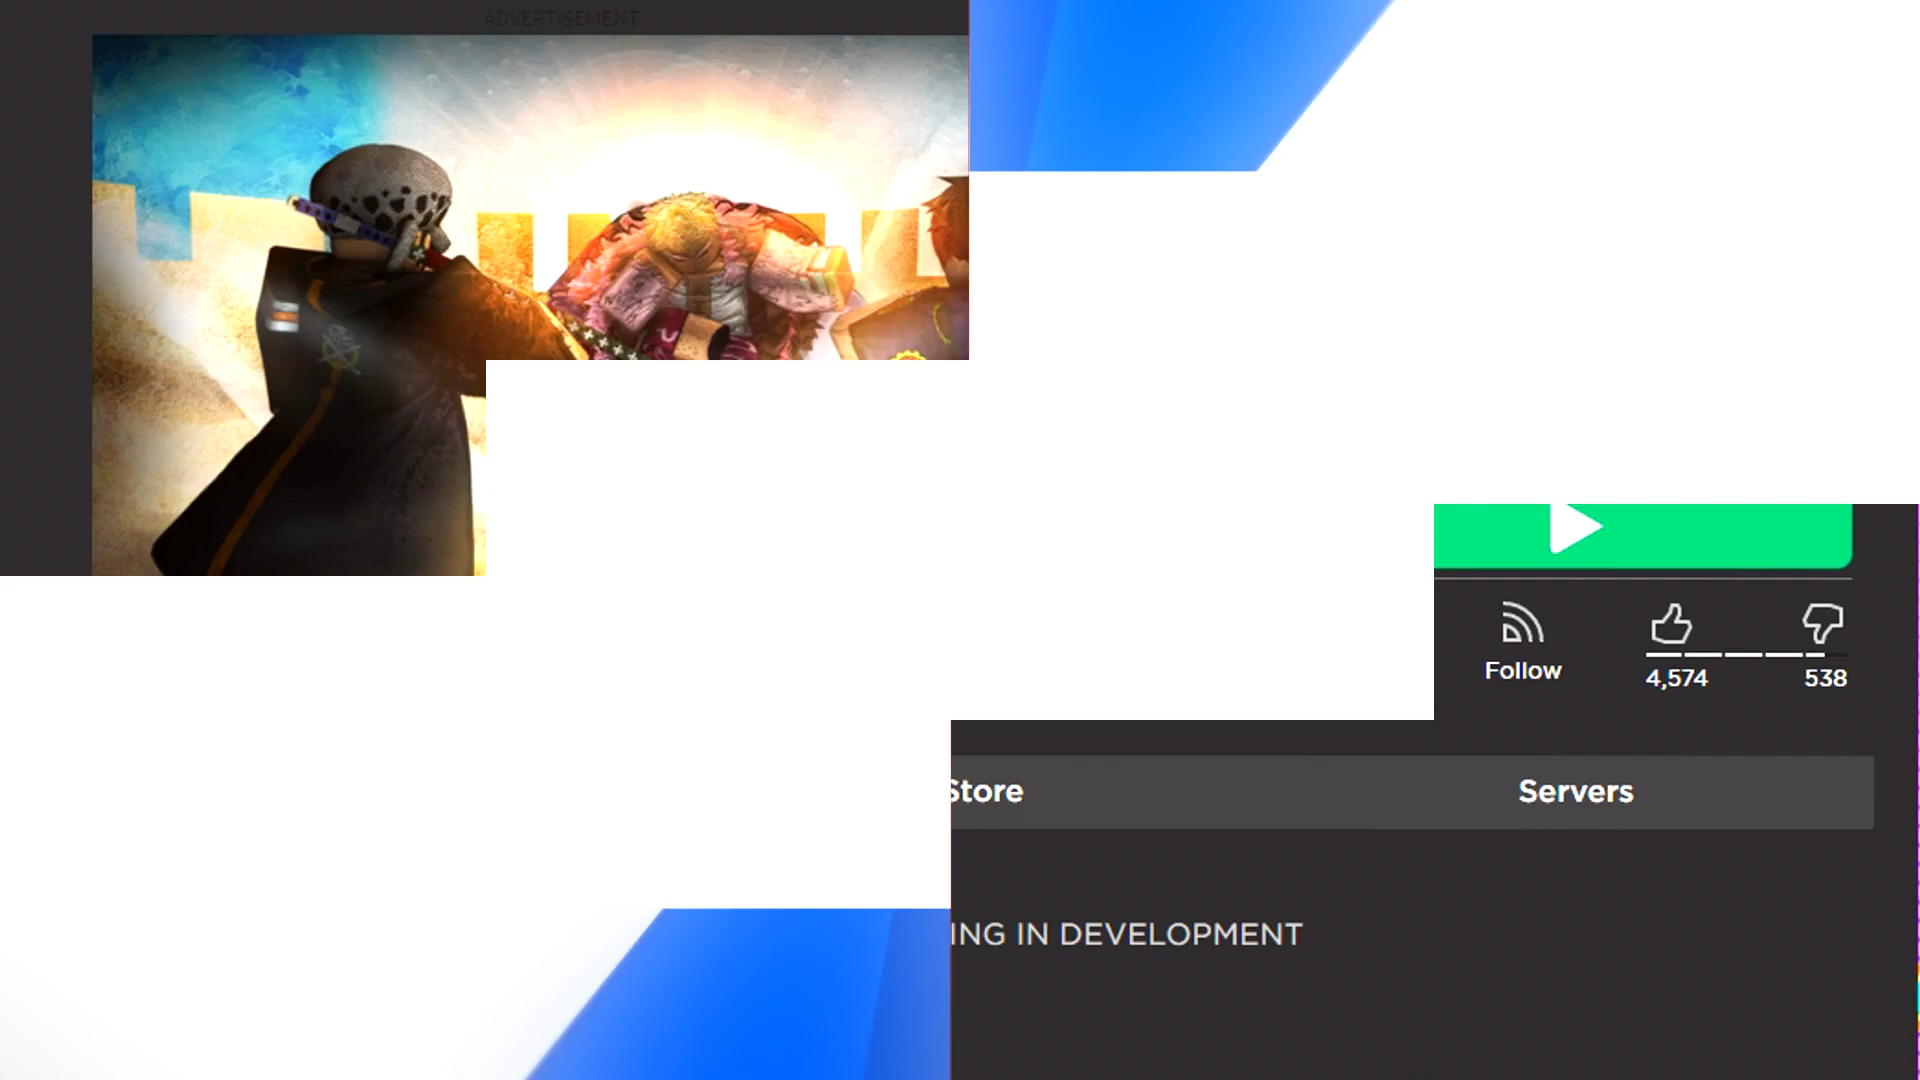 ADVERTISEMENT
Follow
4,574
538
Store
Servers
ING IN DEVELOPMENT